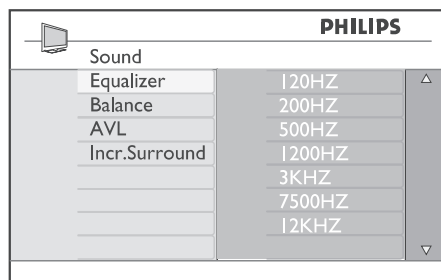 PHILIPS
Sound
Equalizer 120HZ
Balance 200HZ
AVL 500HZ
Incr.Surround 1200HZ
3KHZ
7500HZ
12KHZ